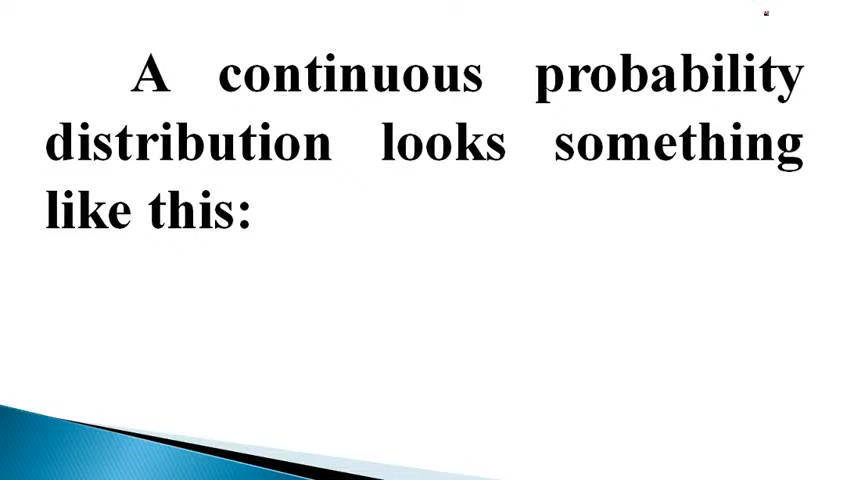 A continuous probability
distribution looks something
like this: